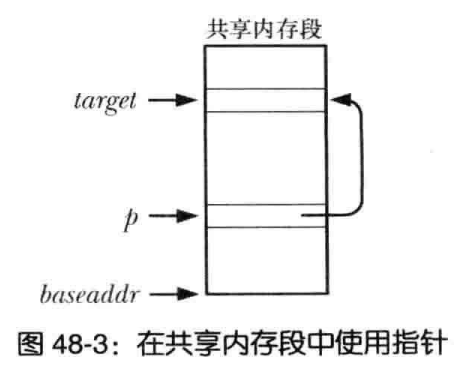 共享内存段
target
p
baseaddr
图 48-3：在共享内存段中使用指针